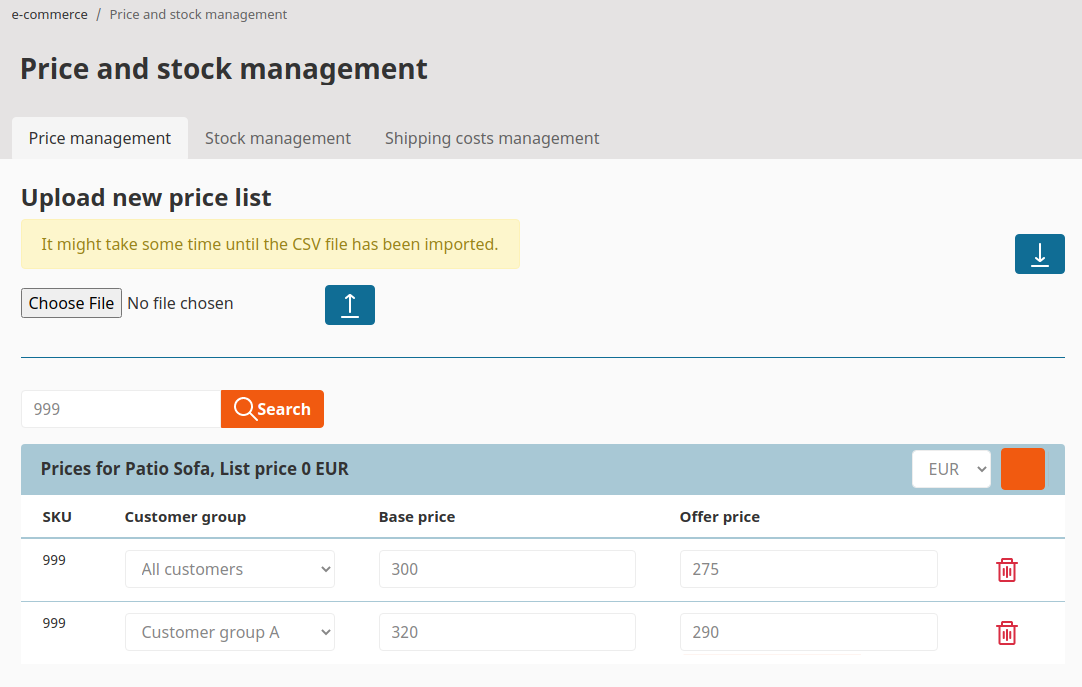 e-commerce / Price and stock management
Price and stock management
Price management Stock management Shipping costs management
Upload new price list
It might take some time until the CSV file has been imported.
Choose File No file chosen
999 Search
Prices for Patio Sofa, List price 0 EUR EUR
SKU Customer group Base price Offer price
999 All customers 300 275
999 Customer group A 320 290